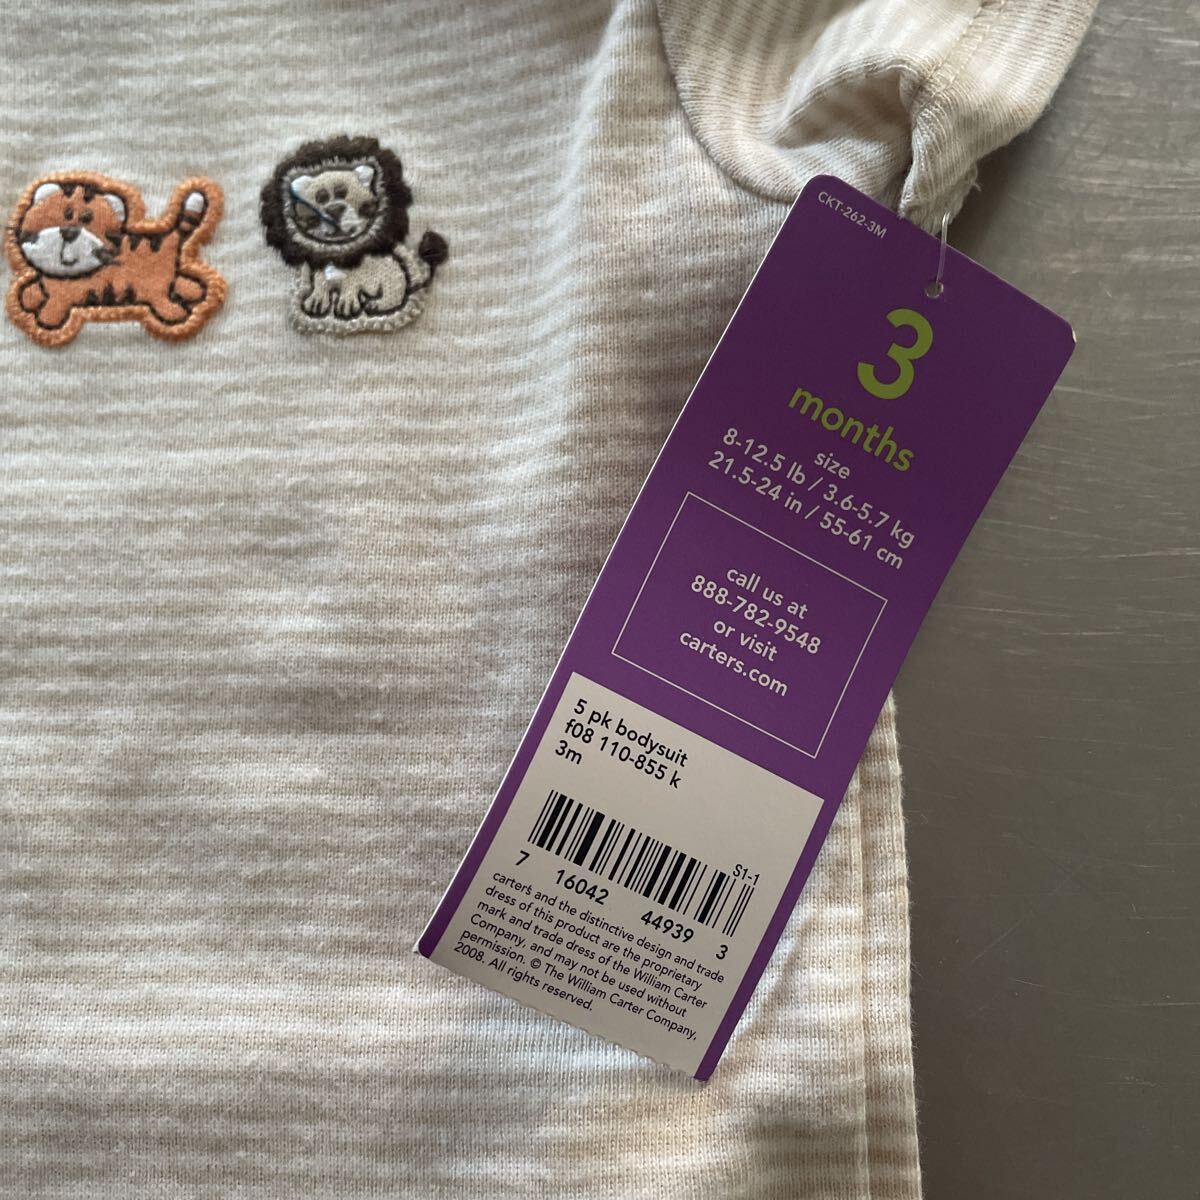 CKT-262-3M
3
months
size
8-12.5 lb / 3.6-5.7 kg
21.5-24 in / 55-61 cm
call us at
888-782-9548
or visit
carters.com
5 pk bodysuit
f08 110-855 k
3m
S1-1
7 16042 44939 3
carter's and the distinctive design and trade
dress of this product are the proprietary
mark and trade dress of the William Carter
Company, and may not be used without
permission. © The William Carter Company,
2008. All rights reserved.